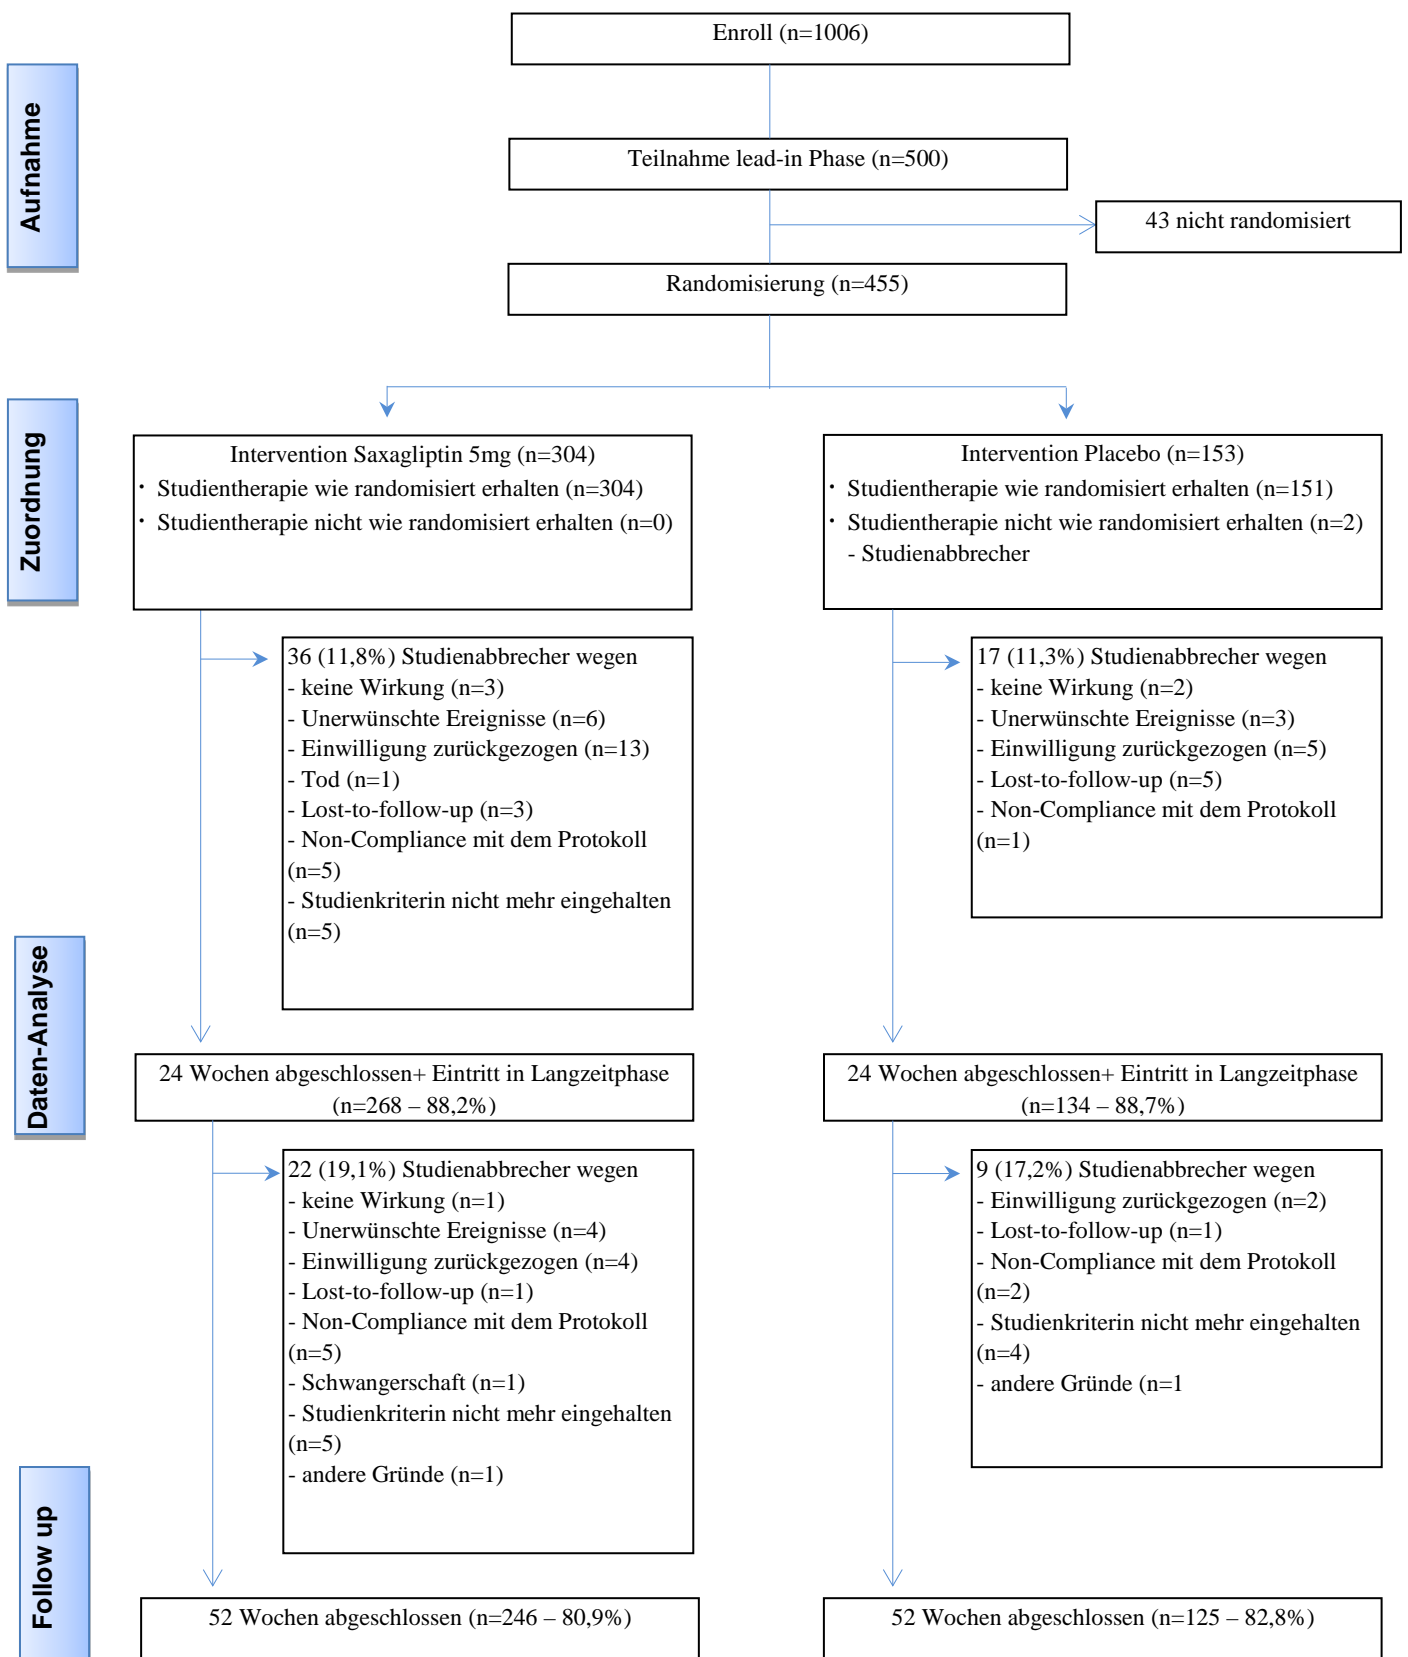 Enroll (n=1006)
Aufnahme
Teilnahme lead-in Phase (n=500)
43 nicht randomisiert
Randomisierung (n=455)
Zuordnung
Intervention Saxagliptin 5mg (n=304)
· Studientherapie wie randomisiert erhalten (n=304)
· Studientherapie nicht wie randomisiert erhalten (n=0)
Intervention Placebo (n=153)
· Studientherapie wie randomisiert erhalten (n=151)
· Studientherapie nicht wie randomisiert erhalten (n=2)
- Studienabbrecher
36 (11,8%) Studienabbrecher wegen
- keine Wirkung (n=3)
- Unerwünschte Ereignisse (n=6)
- Einwilligung zurückgezogen (n=13)
- Tod (n=1)
- Lost-to-follow-up (n=3)
- Non-Compliance mit dem Protokoll
(n=5)
- Studienkriterin nicht mehr eingehalten
(n=5)
17 (11,3%) Studienabbrecher wegen
- keine Wirkung (n=2)
- Unerwünschte Ereignisse (n=3)
- Einwilligung zurückgezogen (n=5)
- Lost-to-follow-up (n=5)
- Non-Compliance mit dem Protokoll
(n=1)
Daten-Analyse
24 Wochen abgeschlossen+ Eintritt in Langzeitphase
(n=268 – 88,2%)
24 Wochen abgeschlossen+ Eintritt in Langzeitphase
(n=134 – 88,7%)
22 (19,1%) Studienabbrecher wegen
- keine Wirkung (n=1)
- Unerwünschte Ereignisse (n=4)
- Einwilligung zurückgezogen (n=4)
- Lost-to-follow-up (n=1)
- Non-Compliance mit dem Protokoll
(n=5)
- Schwangerschaft (n=1)
- Studienkriterin nicht mehr eingehalten
(n=5)
- andere Gründe (n=1)
9 (17,2%) Studienabbrecher wegen
- Einwilligung zurückgezogen (n=2)
- Lost-to-follow-up (n=1)
- Non-Compliance mit dem Protokoll
(n=2)
- Studienkriterin nicht mehr eingehalten
(n=4)
- andere Gründe (n=1
Follow up
52 Wochen abgeschlossen (n=246 – 80,9%)
52 Wochen abgeschlossen (n=125 – 82,8%)